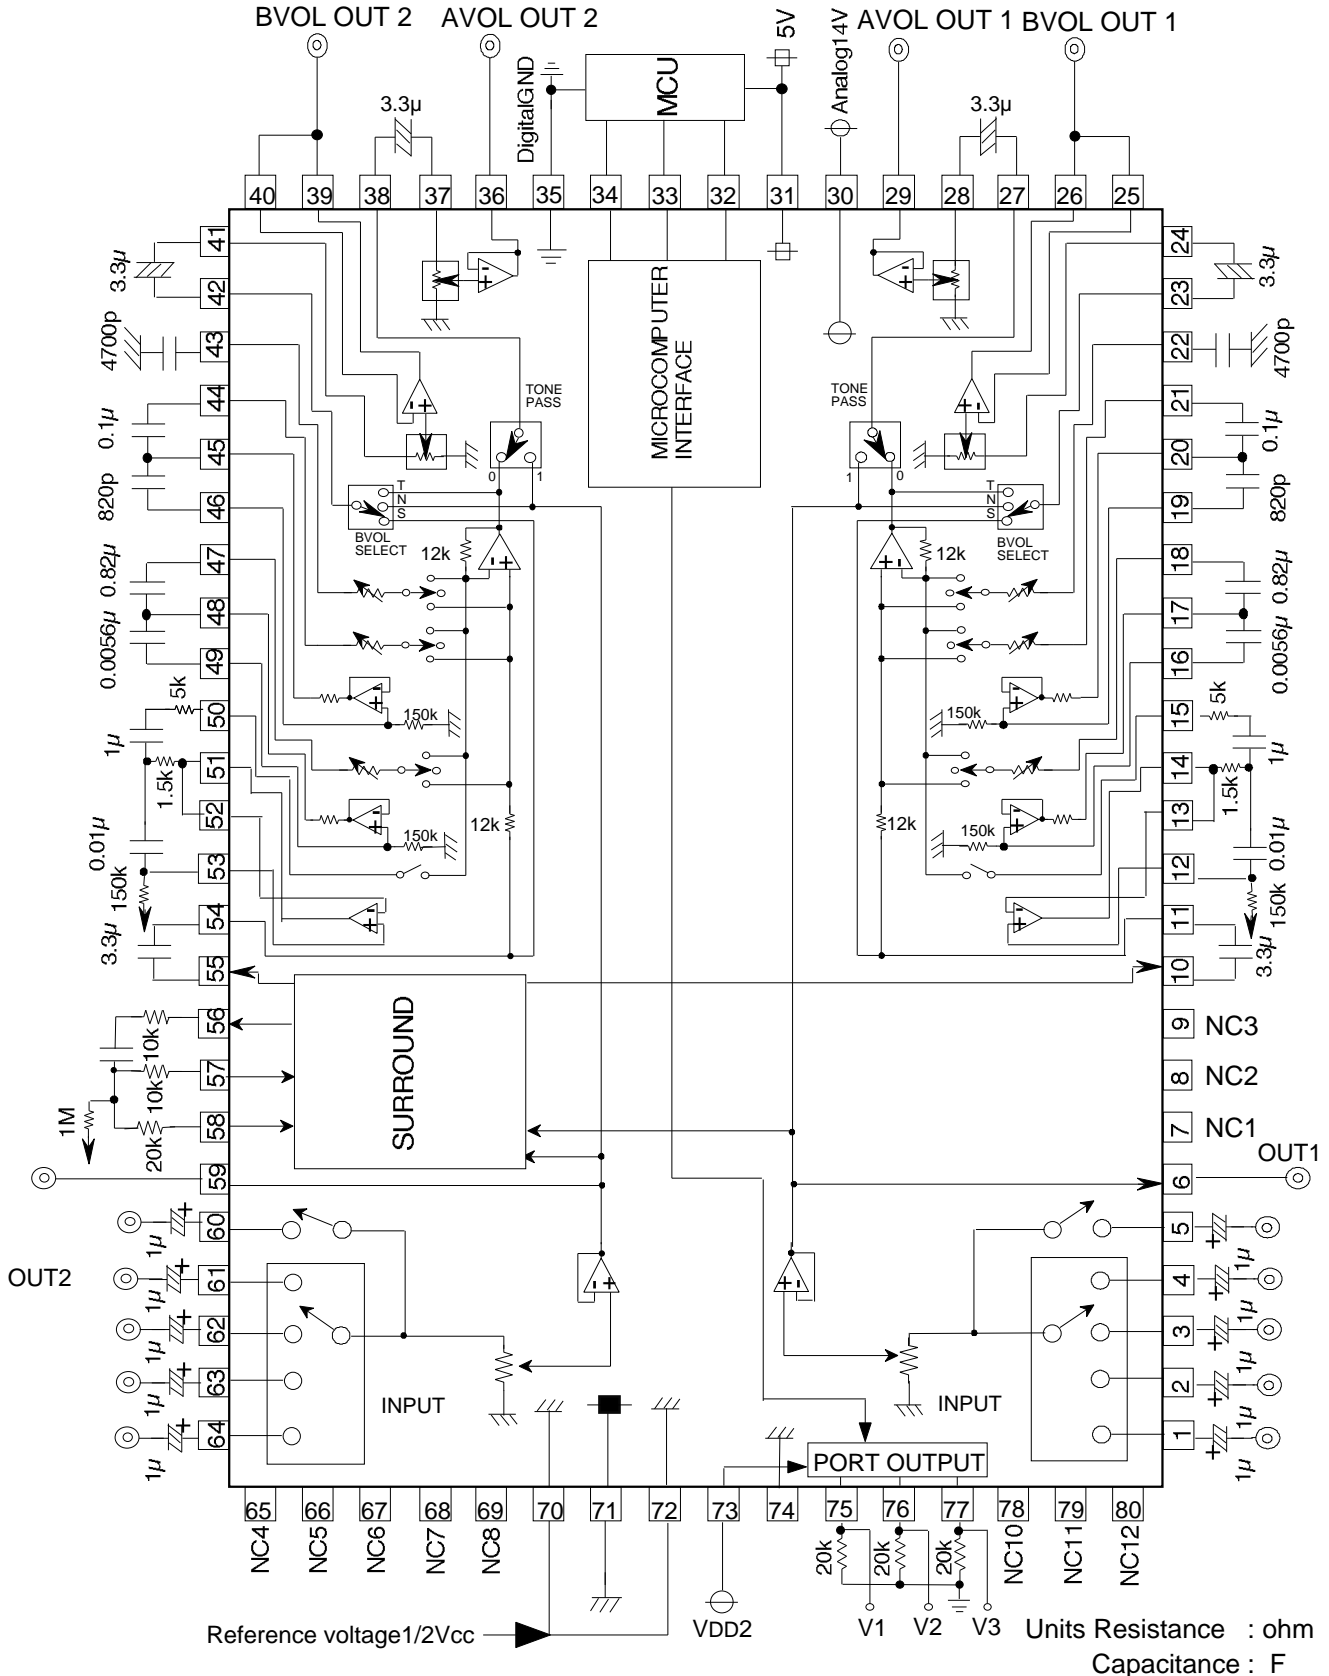 BVOL OUT 2
AVOL OUT 2
AVOL OUT 1
BVOL OUT 1
5V
Analog14V
DigitalGND
MCU
3.3µ
3.3µ
40 39 38 37 36 35 34 33 32 31 30 29 28 27 26 25
41
42
43
44
45
46
47
48
49
50
51
52
53
54
55
56
57
58
59
60
61
62
63
64
3.3µ
4700p
0.1µ
820p
0.82µ
0.0056µ
5k
1µ
1.5k
0.01µ
150k
3.3µ
10k
10k
20k
1M
1µ
1µ
1µ
1µ
1µ
OUT2
24
23
22
21
20
19
18
17
16
15
14
13
12
11
10
9 NC3
8 NC2
7 NC1
6
5
4
3
2
1
3.3µ
4700p
0.1µ
820p
0.82µ
0.0056µ
5k
1µ
1.5k
0.01µ
150k
3.3µ
OUT1
1µ
1µ
1µ
1µ
1µ
MICROCOMPUTER
INTERFACE
TONE
PASS
0 1
T
N
S
BVOL
SELECT
- +
12k
- +
-
+
150k
-
+
150k
12k
-
+
TONE
PASS
1 0
T
N
S
BVOL
SELECT
- +
12k
+ -
-
+
150k
-
+
150k
12k
-
+
-
+
-
+
SURROUND
- +
+ -
INPUT
INPUT
PORT OUTPUT
65 66 67 68 69 70 71 72 73 74 75 76 77 78 79 80
NC4 NC5 NC6 NC7 NC8
NC10 NC11 NC12
20k 20k 20k
V1 V2 V3
VDD2
Reference voltage1/2Vcc
Units Resistance : ohm
Capacitance : F